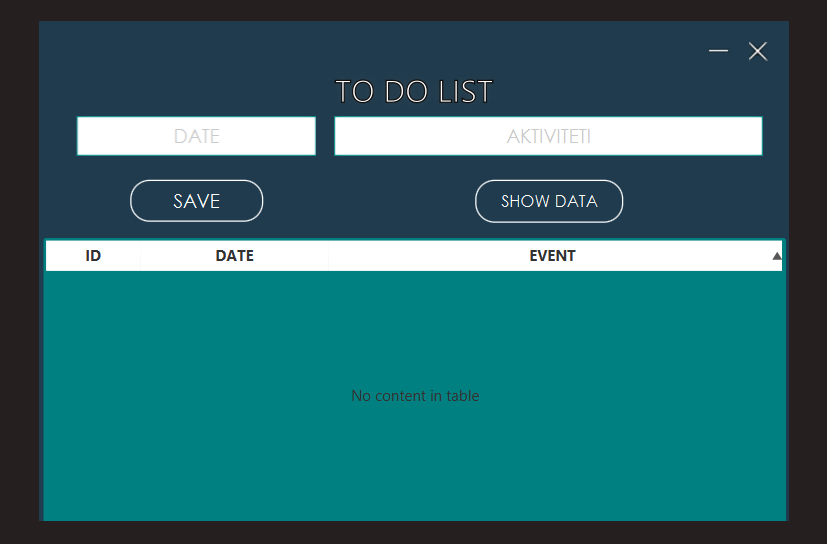 TO DO LIST
DATE AKTIVITETI
SAVE SHOW DATA
ID DATE EVENT
No content in table